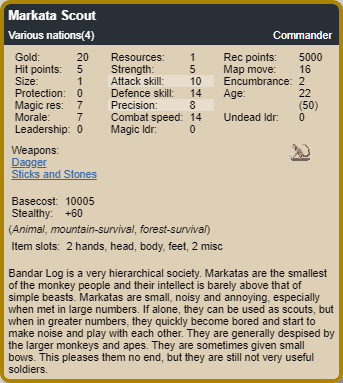 Markata Scout
Various nations(4) Commander
Gold: 20 Resources: 1 Rec points: 5000
Hit points: 5 Strength: 5 Map move: 16
Size: 1 Attack skill: 10 Encumbrance: 2
Protection: 0 Defence skill: 14 Age: 22
Magic res: 7 Precision: 8 (50)
Morale: 7 Combat speed: 14 Undead ldr: 0
Leadership: 0 Magic ldr: 0
Weapons:
Dagger
Sticks and Stones
Basecost: 10005
Stealthy: +60
(Animal, mountain-survival, forest-survival)
Item slots: 2 hands, head, body, feet, 2 misc
Bandar Log is a very hierarchical society. Markatas are the smallest
of the monkey people and their intellect is barely above that of
simple beasts. Markatas are small, noisy and annoying, especially
when met in large numbers. If alone, they can be used as scouts, but
when in greater numbers, they quickly become bored and start to
make noise and play with each other. They are generally despised by
the larger monkeys and apes. They are sometimes given small
bows. This pleases them no end, but they are still not very useful
soldiers.